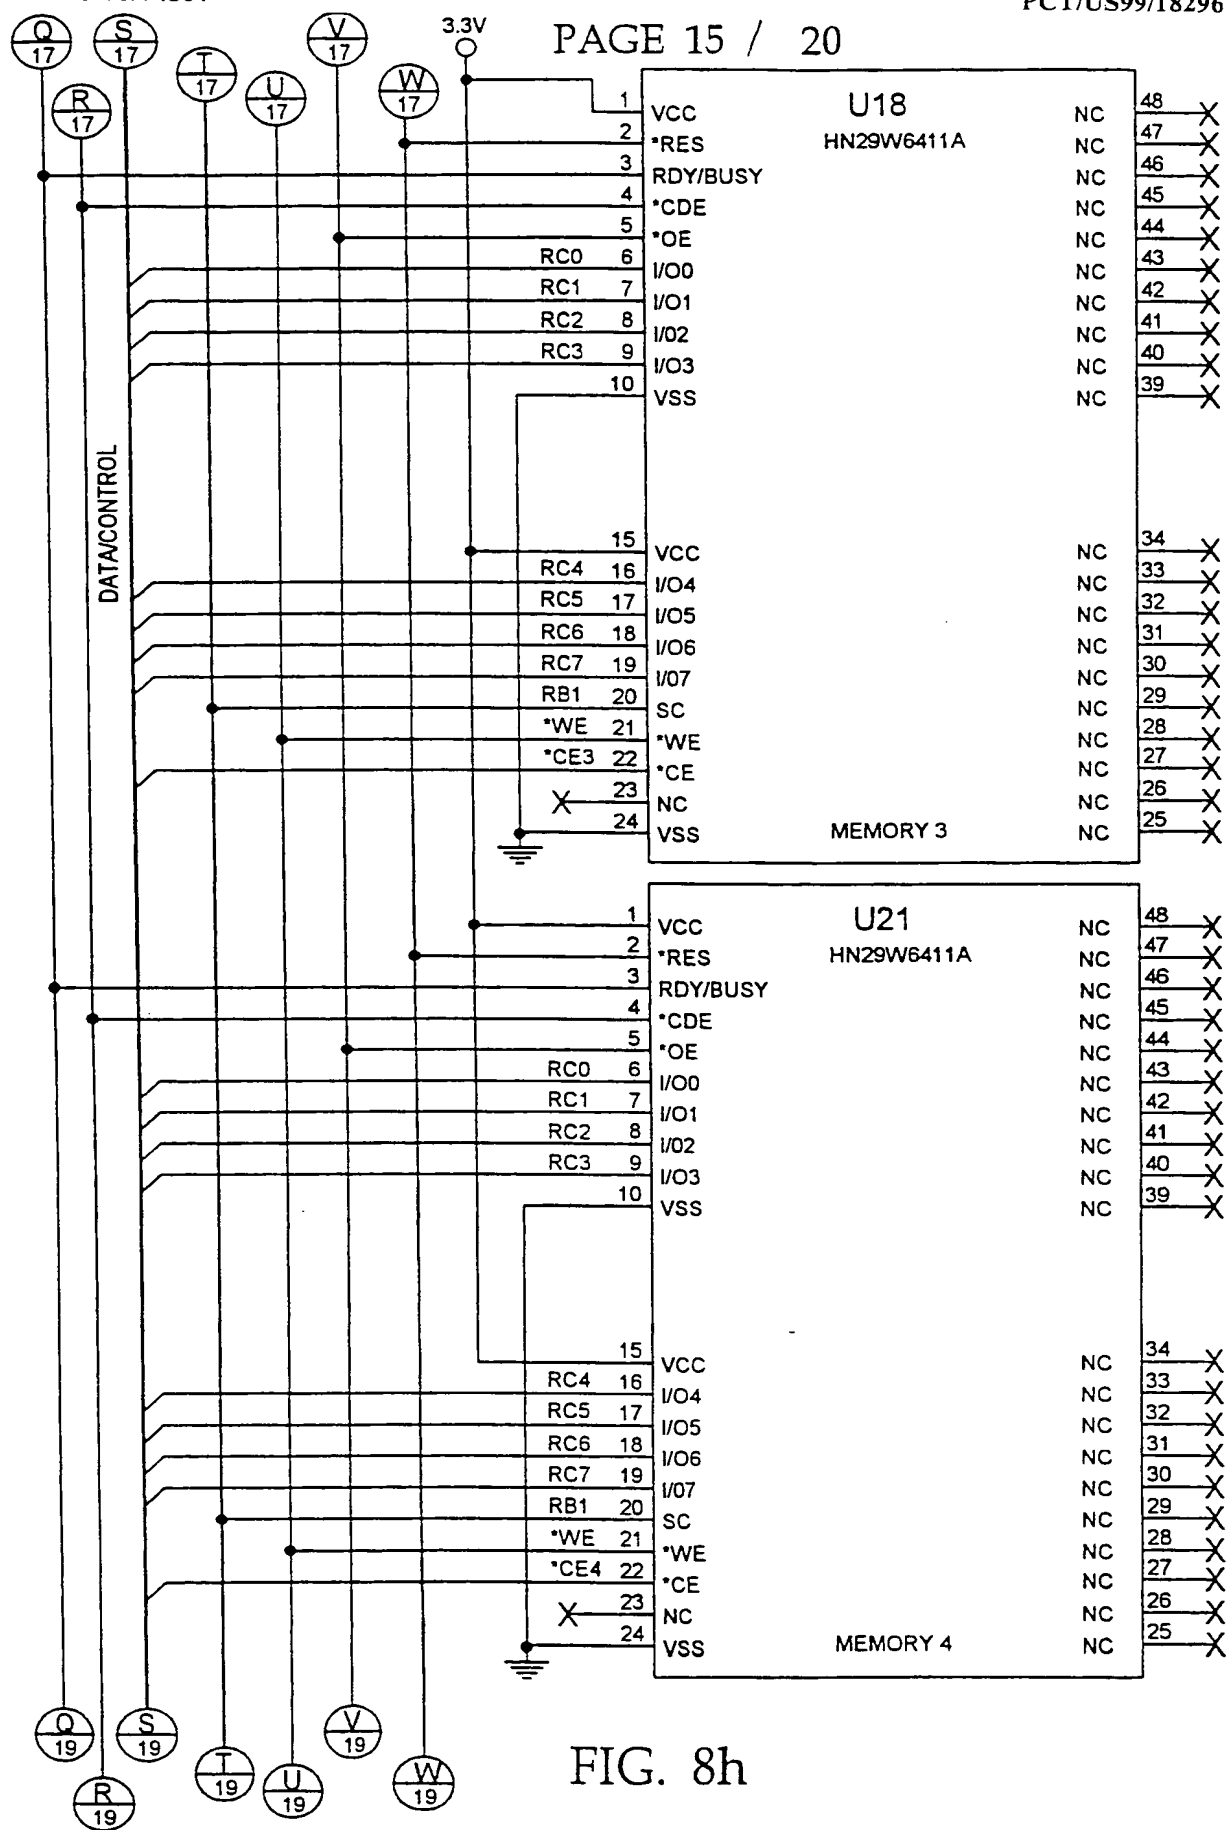 PCT/US99/18296
PAGE 15 / 20
Q 17
S 17
V 17
3.3V
T 17
W 17
U 17
R 17
DATA/CONTROL
U18
HN29W6411A
1 VCC NC 48
2 *RES NC 47
3 RDY/BUSY NC 46
4 *CDE NC 45
5 *OE NC 44
RC0 6 I/O0 NC 43
RC1 7 I/O1 NC 42
RC2 8 I/02 NC 41
RC3 9 I/O3 NC 40
10 VSS NC 39
15 VCC NC 34
RC4 16 I/O4 NC 33
RC5 17 I/O5 NC 32
RC6 18 I/O6 NC 31
RC7 19 I/07 NC 30
RB1 20 SC NC 29
*WE 21 *WE NC 28
*CE3 22 *CE NC 27
23 NC NC 26
24 VSS MEMORY 3 NC 25
U21
HN29W6411A
1 VCC NC 48
2 *RES NC 47
3 RDY/BUSY NC 46
4 *CDE NC 45
5 *OE NC 44
RC0 6 I/O0 NC 43
RC1 7 I/O1 NC 42
RC2 8 I/02 NC 41
RC3 9 I/O3 NC 40
10 VSS NC 39
15 VCC NC 34
RC4 16 I/O4 NC 33
RC5 17 I/O5 NC 32
RC6 18 I/O6 NC 31
RC7 19 I/07 NC 30
RB1 20 SC NC 29
*WE 21 *WE NC 28
*CE4 22 *CE NC 27
23 NC NC 26
24 VSS MEMORY 4 NC 25
Q 19
S 19
V 19
T 19
W 19
U 19
R 19
FIG. 8h